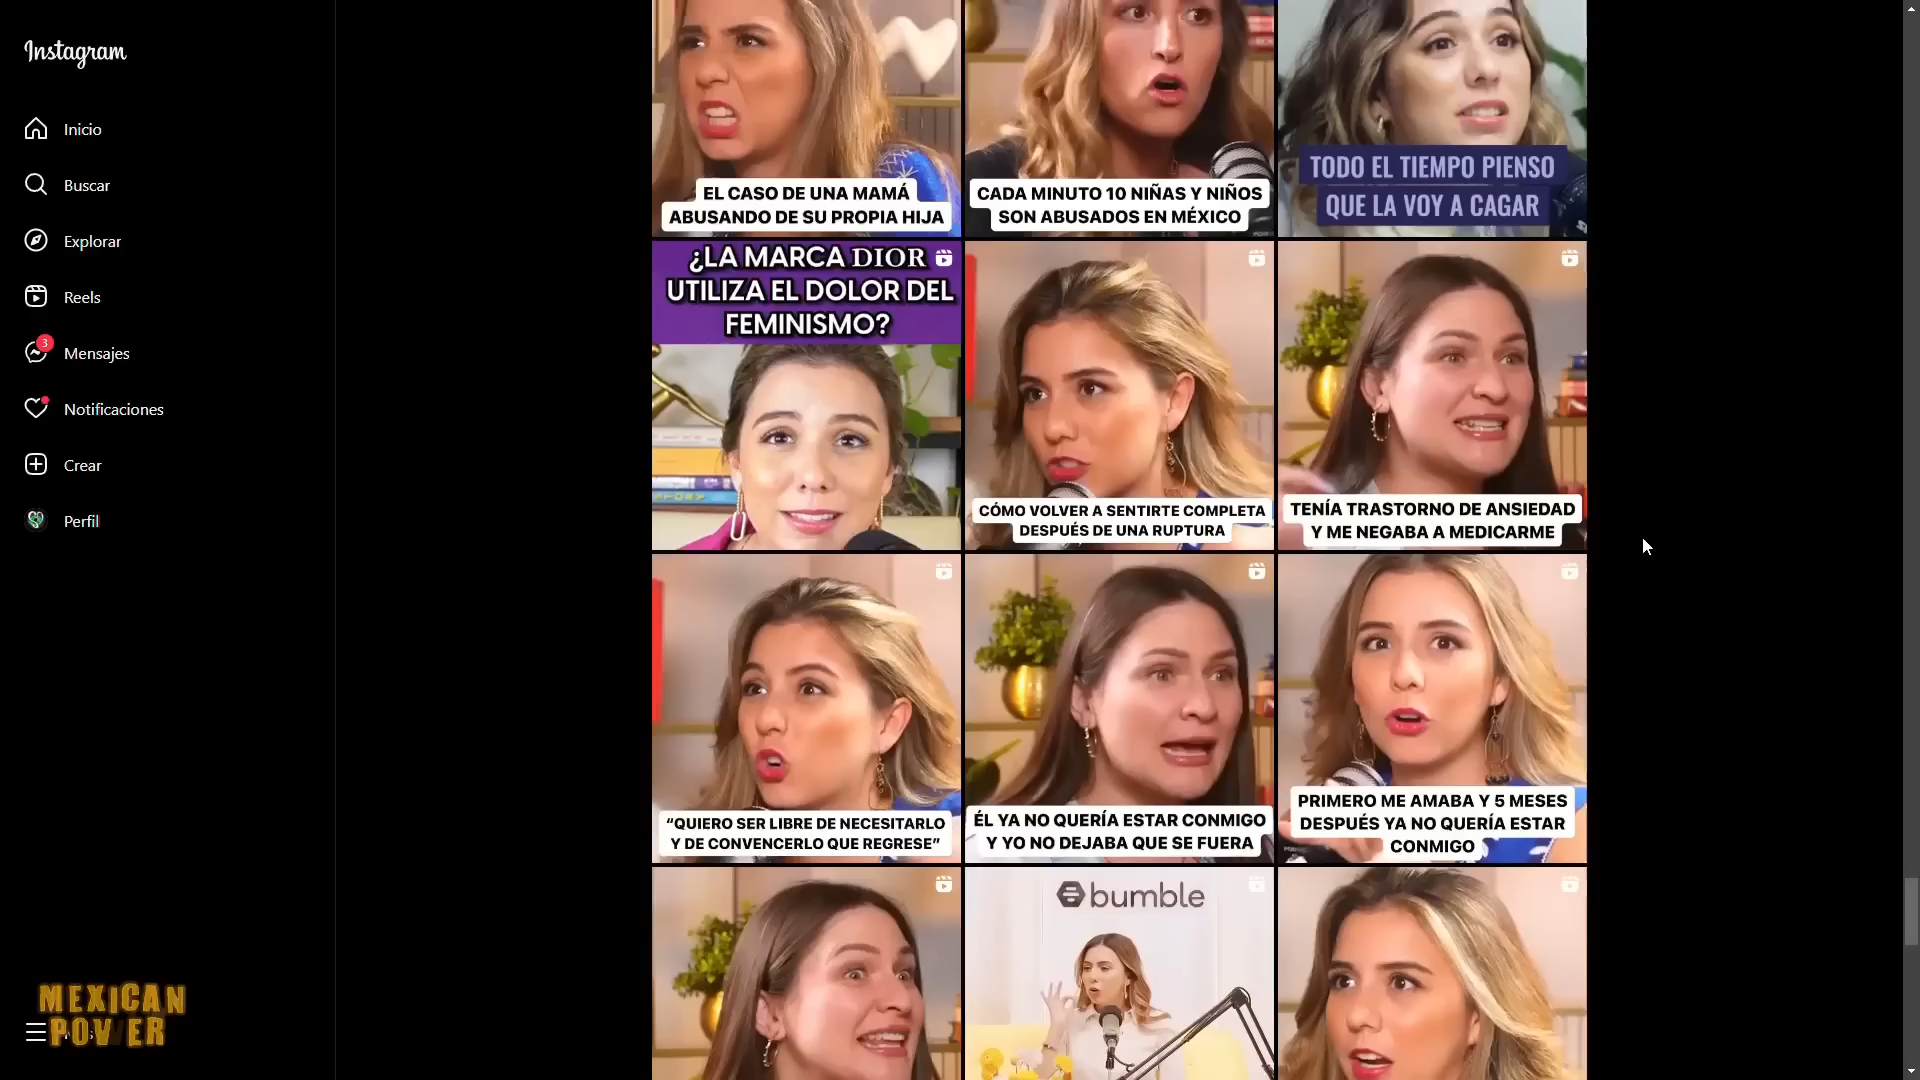 Instagram
Inicio
Buscar
Explorar
Reels
3
Mensajes
Notificaciones
Crear
Perfil
MEXICAN
POWER
EL CASO DE UNA MAMÁ
ABUSANDO DE SU PROPIA HIJA
CADA MINUTO 10 NIÑAS Y NIÑOS
SON ABUSADOS EN MÉXICO
TODO EL TIEMPO PIENSO
QUE LA VOY A CAGAR
¿LA MARCA DIOR
UTILIZA EL DOLOR DEL
FEMINISMO?
CÓMO VOLVER A SENTIRTE COMPLETA
DESPUÉS DE UNA RUPTURA
TENÍA TRASTORNO DE ANSIEDAD
Y ME NEGABA A MEDICARME
“QUIERO SER LIBRE DE NECESITARLO
Y DE CONVENCERLO QUE REGRESE”
ÉL YA NO QUERÍA ESTAR CONMIGO
Y YO NO DEJABA QUE SE FUERA
PRIMERO ME AMABA Y 5 MESES
DESPUÉS YA NO QUERÍA ESTAR
CONMIGO
bumble